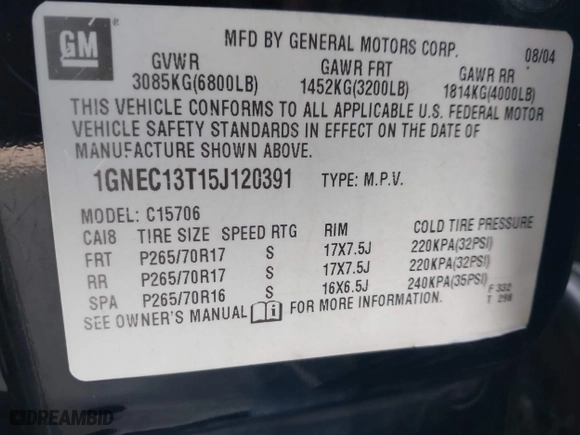 GM
MFD BY GENERAL MOTORS CORP. 08/04
GVWR GAWR FRT GAWR RR
3085KG(6800LB) 1452KG(3200LB) 1814KG(4000LB)
THIS VEHICLE CONFORMS TO ALL APPLICABLE U.S. FEDERAL MOTOR
VEHICLE SAFETY STANDARDS IN EFFECT ON THE DATE OF
MANUFACTURE SHOWN ABOVE.
1GNEC13T15J120391 TYPE: M.P.V.
MODEL: C15706
CAI8 TIRE SIZE SPEED RTG RIM COLD TIRE PRESSURE
FRT P265/70R17 S 17X7.5J 220KPA(32PSI)
RR P265/70R17 S 17X7.5J 220KPA(32PSI)
SPA P265/70R16 S 16X6.5J 240KPA(35PSI) F 332
SEE OWNER'S MANUAL FOR MORE INFORMATION. T 298
DREAMBID